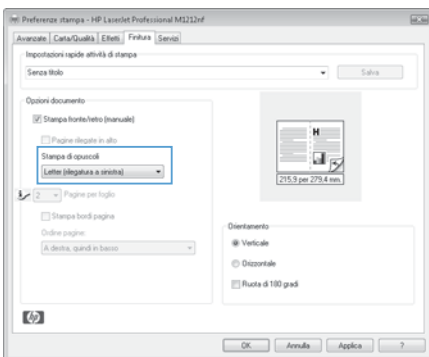 Preferenze stampa - HP LaserJet Professional M1212nf
Avanzate Carta/Qualità Effetti Finitura Servizi
Impostazioni rapide attività di stampa
Senza titolo
Salva
Opzioni documento
Stampa fronte/retro (manuale)
Pagine rilegate in alto
Stampa di opuscoli
Letter (rilegatura a sinistra)
2 Pagine per foglio
Stampa bordi pagina
Ordine pagine:
A destra, quindi in basso
H
215,9 per 279,4 mm.
Orientamento
Verticale
Orizzontale
Ruota di 180 gradi
hp
OK Annulla Applica ?